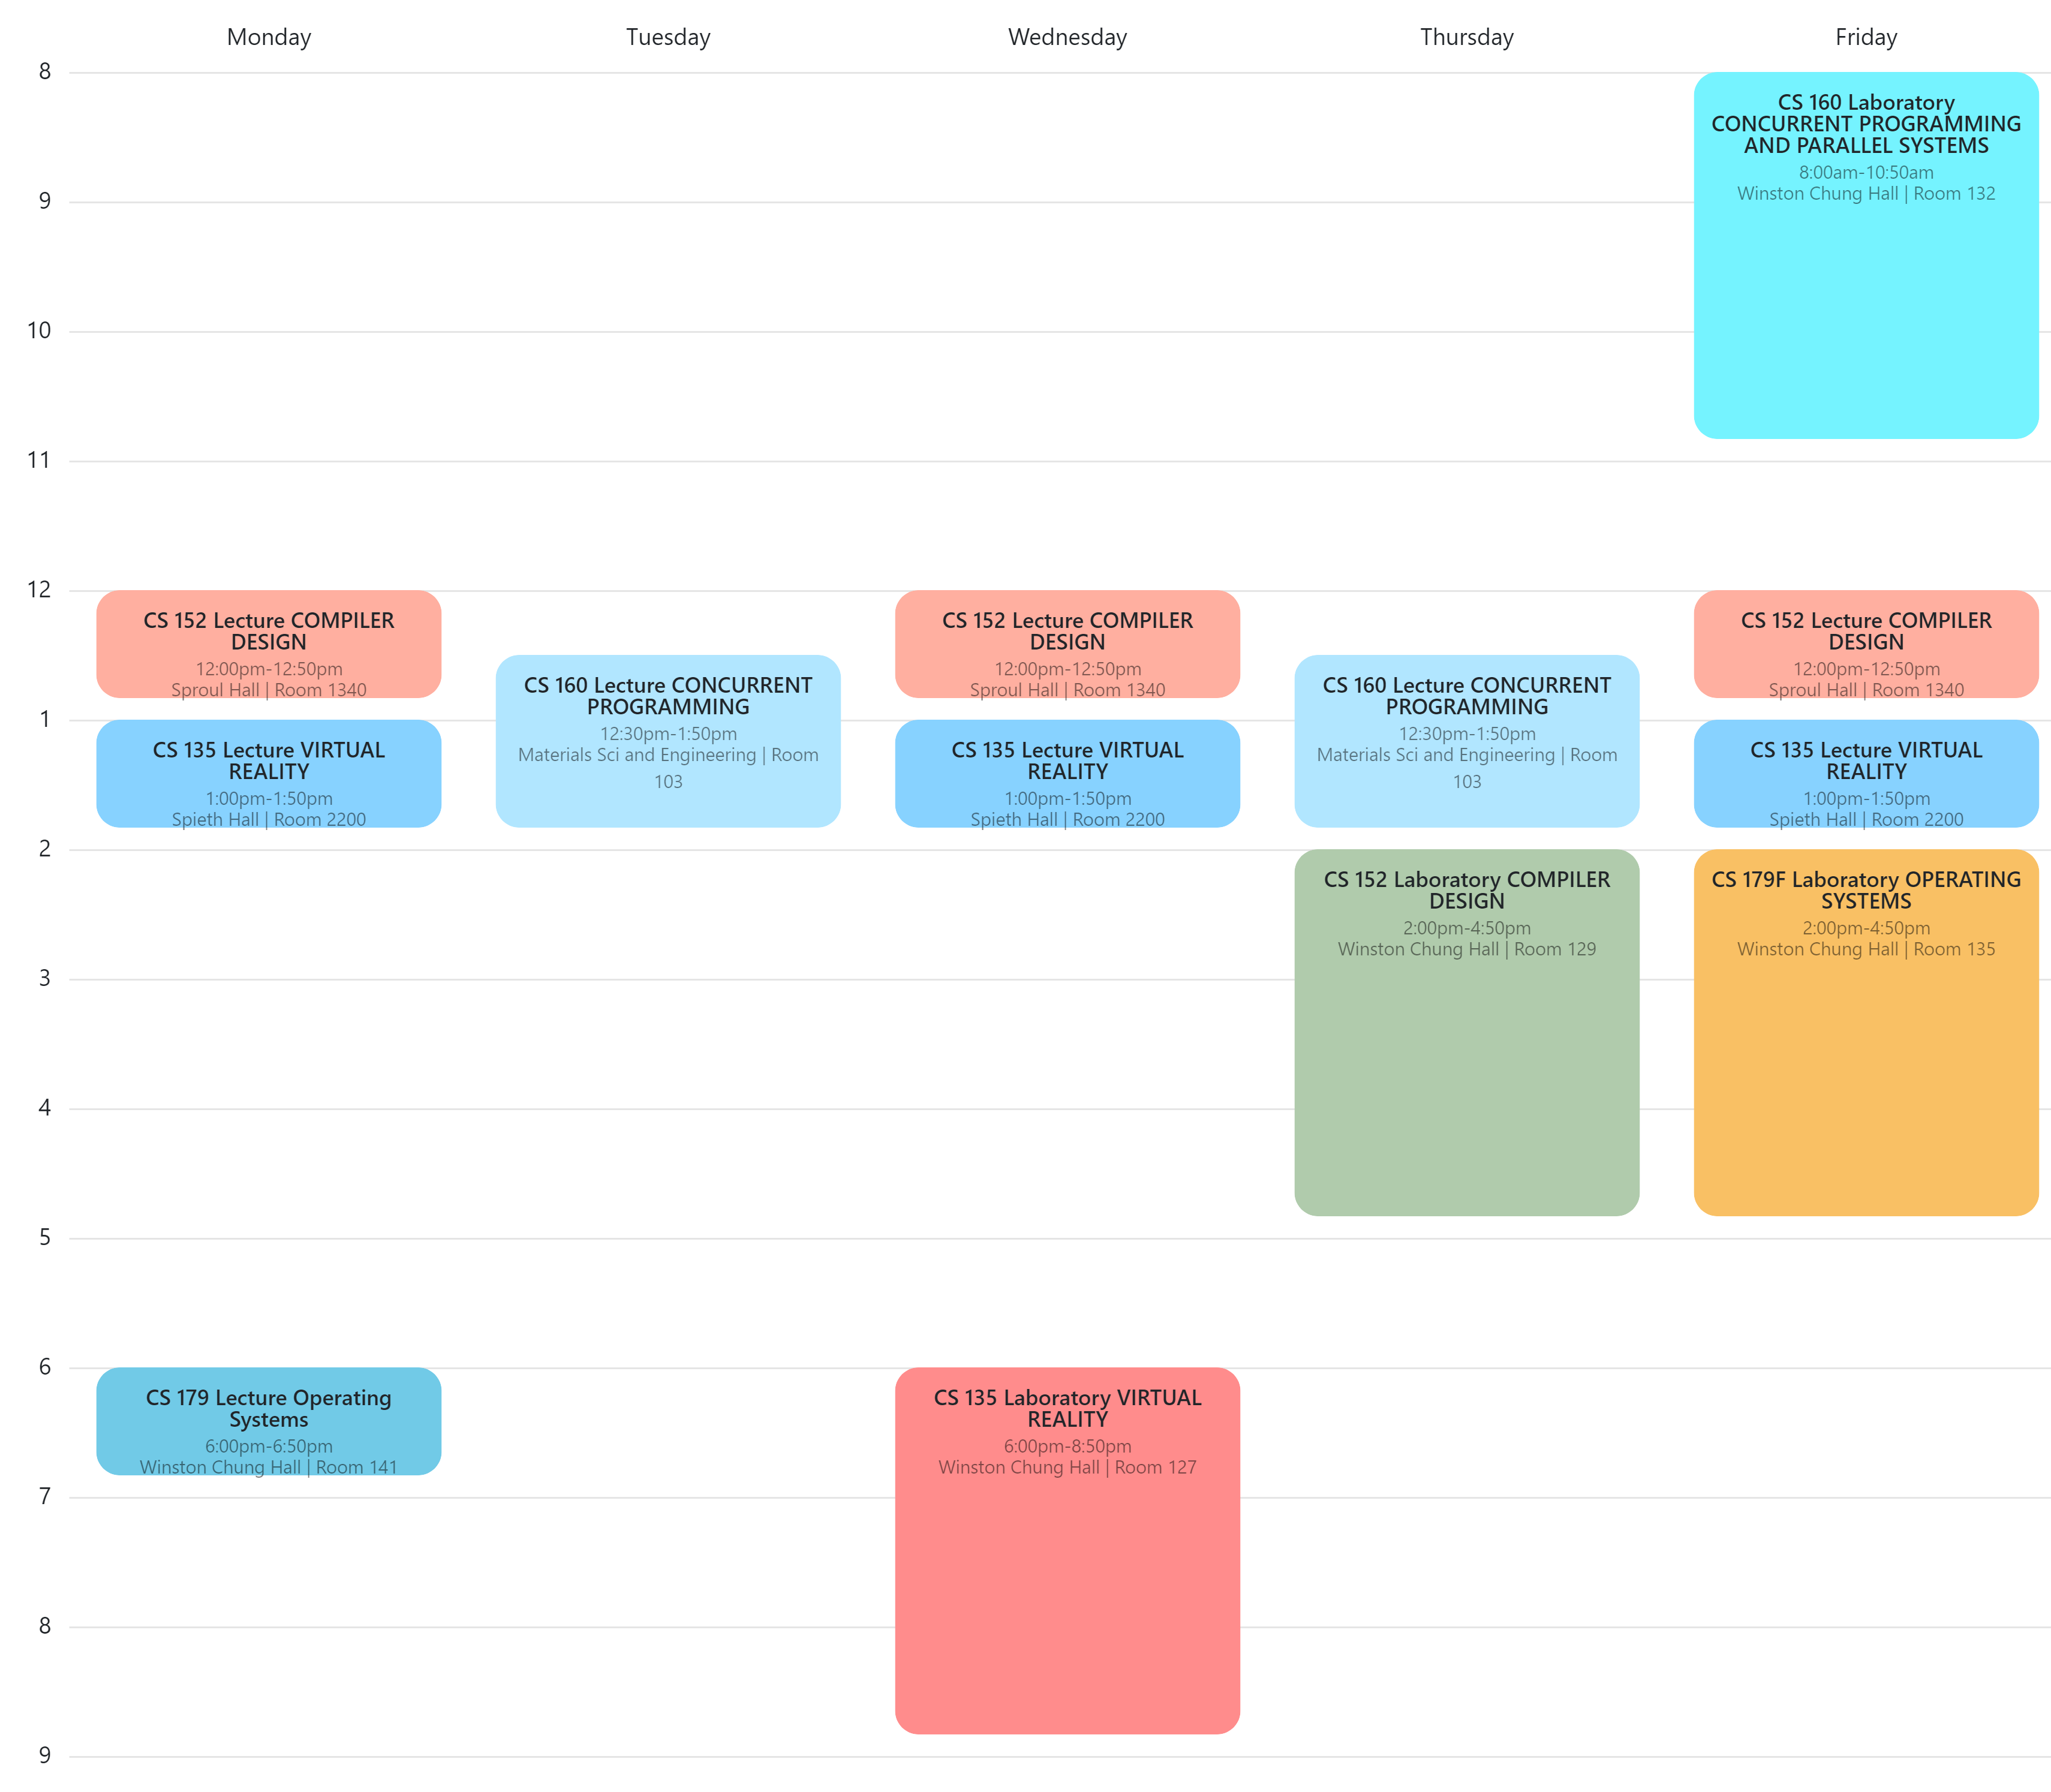 Monday
Tuesday
Wednesday
Thursday
Friday
8
9
10
11
12
1
2
3
4
5
6
7
8
9
CS 152 Lecture COMPILER
DESIGN
12:00pm-12:50pm
Sproul Hall | Room 1340
CS 135 Lecture VIRTUAL
REALITY
1:00pm-1:50pm
Spieth Hall | Room 2200
CS 179 Lecture Operating
Systems
6:00pm-6:50pm
Winston Chung Hall | Room 141
CS 160 Lecture CONCURRENT
PROGRAMMING
12:30pm-1:50pm
Materials Sci and Engineering | Room
103
CS 152 Lecture COMPILER
DESIGN
12:00pm-12:50pm
Sproul Hall | Room 1340
CS 135 Lecture VIRTUAL
REALITY
1:00pm-1:50pm
Spieth Hall | Room 2200
CS 135 Laboratory VIRTUAL
REALITY
6:00pm-8:50pm
Winston Chung Hall | Room 127
CS 160 Lecture CONCURRENT
PROGRAMMING
12:30pm-1:50pm
Materials Sci and Engineering | Room
103
CS 152 Laboratory COMPILER
DESIGN
2:00pm-4:50pm
Winston Chung Hall | Room 129
CS 160 Laboratory
CONCURRENT PROGRAMMING
AND PARALLEL SYSTEMS
8:00am-10:50am
Winston Chung Hall | Room 132
CS 152 Lecture COMPILER
DESIGN
12:00pm-12:50pm
Sproul Hall | Room 1340
CS 135 Lecture VIRTUAL
REALITY
1:00pm-1:50pm
Spieth Hall | Room 2200
CS 179F Laboratory OPERATING
SYSTEMS
2:00pm-4:50pm
Winston Chung Hall | Room 135